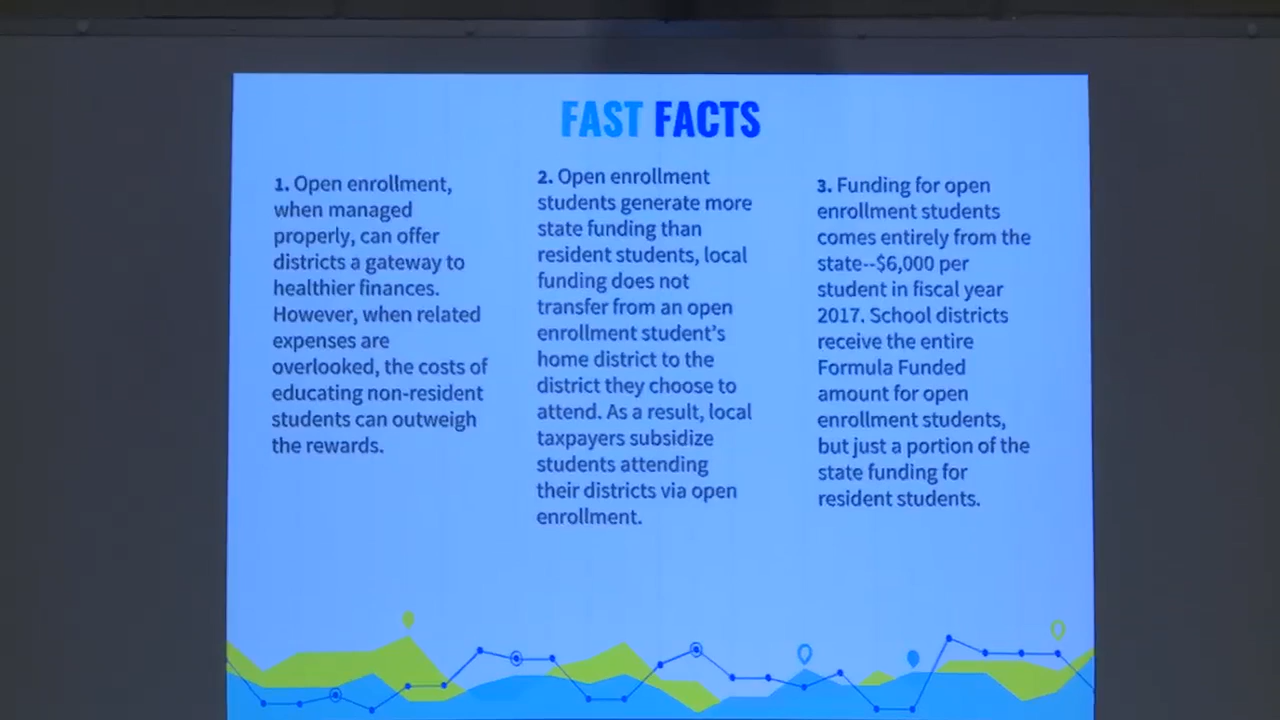 FAST FACTS
1. Open enrollment,
when managed
properly, can offer
districts a gateway to
healthier finances.
However, when related
expenses are
overlooked, the costs of
educating non-resident
students can outweigh
the rewards.
2. Open enrollment
students generate more
state funding than
resident students, local
funding does not
transfer from an open
enrollment student's
home district to the
district they choose to
attend. As a result, local
taxpayers subsidize
students attending
their districts via open
enrollment.
3. Funding for open
enrollment students
comes entirely from the
state--$6,000 per
student in fiscal year
2017. School districts
receive the entire
Formula Funded
amount for open
enrollment students,
but just a portion of the
state funding for
resident students.